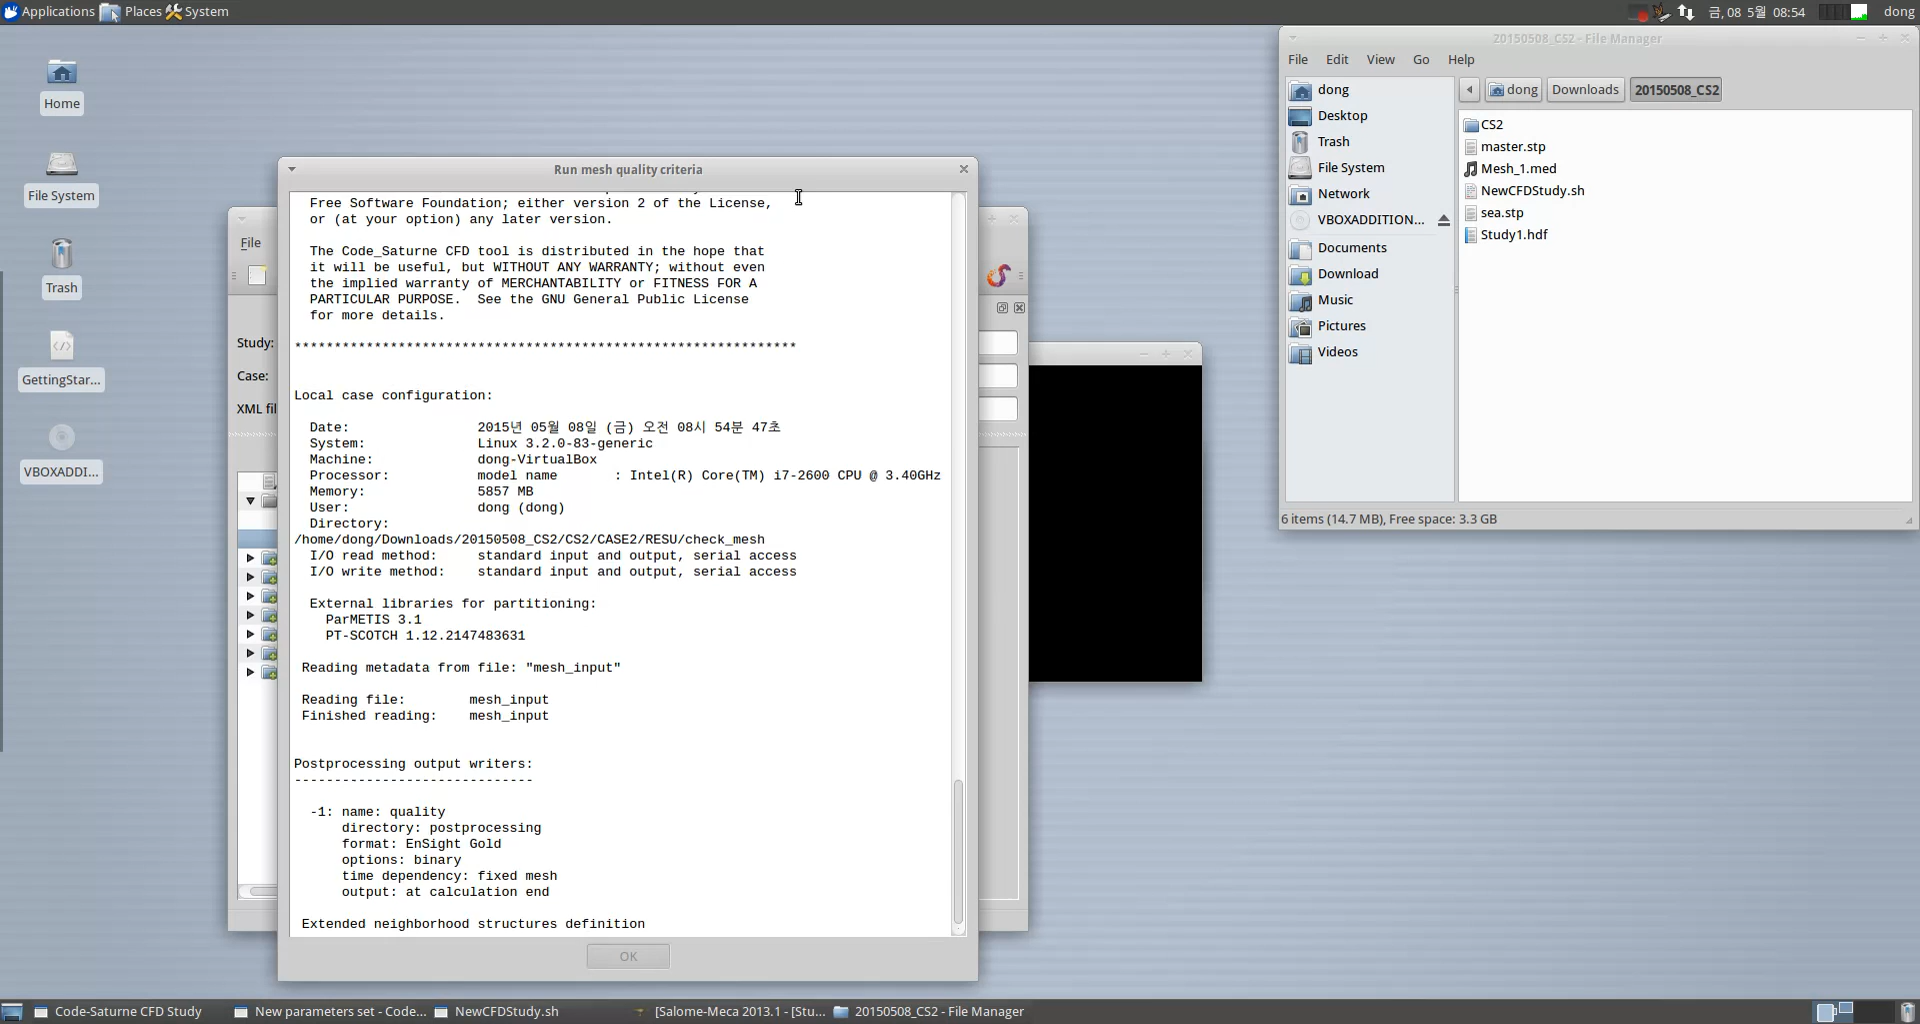 Applications Places System
금, 08 5월 08:54 dong
Home
File System
Trash
GettingStar...
VBOXADDI...
File
Study:
Case:
XML fil
Run mesh quality criteria
Free Software Foundation; either version 2 of the License,
or (at your option) any later version.
The Code_Saturne CFD tool is distributed in the hope that
it will be useful, but WITHOUT ANY WARRANTY; without even
the implied warranty of MERCHANTABILITY or FITNESS FOR A
PARTICULAR PURPOSE. See the GNU General Public License
for more details.
***************************************************************
Local case configuration:
Date: 2015년 05월 08일 (금) 오전 08시 54분 47초
System: Linux 3.2.0-83-generic
Machine: dong-VirtualBox
Processor: model name : Intel(R) Core(TM) i7-2600 CPU @ 3.40GHz
Memory: 5857 MB
User: dong (dong)
Directory:
/home/dong/Downloads/20150508_CS2/CS2/CASE2/RESU/check_mesh
I/O read method: standard input and output, serial access
I/O write method: standard input and output, serial access
External libraries for partitioning:
ParMETIS 3.1
PT-SCOTCH 1.12.2147483631
Reading metadata from file: "mesh_input"
Reading file: mesh_input
Finished reading: mesh_input
Postprocessing output writers:
------------------------------
-1: name: quality
directory: postprocessing
format: EnSight Gold
options: binary
time dependency: fixed mesh
output: at calculation end
Extended neighborhood structures definition
OK
20150508_CS2 - File Manager
File Edit View Go Help
dong Downloads 20150508_CS2
dong
Desktop
Trash
File System
Network
VBOXADDITION...
Documents
Download
Music
Pictures
Videos
CS2
master.stp
Mesh_1.med
NewCFDStudy.sh
sea.stp
Study1.hdf
6 items (14.7 MB), Free space: 3.3 GB
Code-Saturne CFD Study New parameters set - Code... NewCFDStudy.sh [Salome-Meca 2013.1 - [Stu... 20150508_CS2 - File Manager